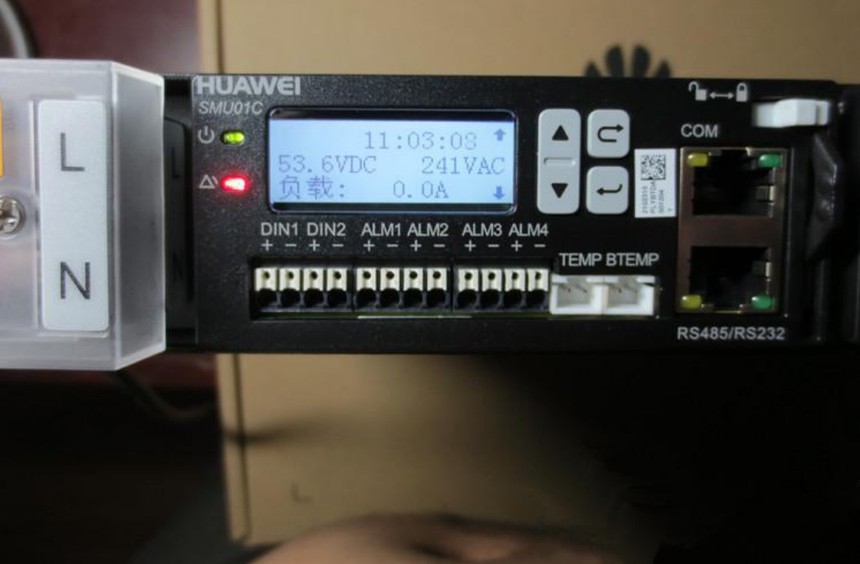 HUAWEI
SMU01C
11:03:08
53.6VDC 241VAC
负载: 0.0A
COM
DIN1 DIN2 ALM1 ALM2 ALM3 ALM4
+ − + − + − + − + − + −
TEMP BTEMP
RS485/RS232
L
N